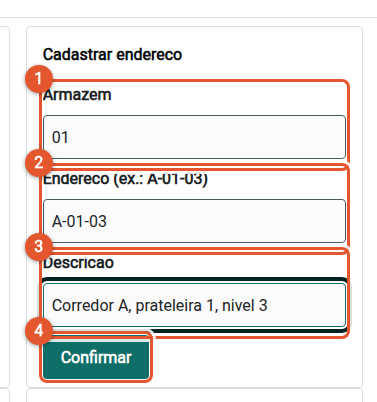 Cadastrar endereco
1
Armazem
01
2
Endereco (ex.: A-01-03)
A-01-03
3
Descricao
Corredor A, prateleira 1, nivel 3
4
Confirmar